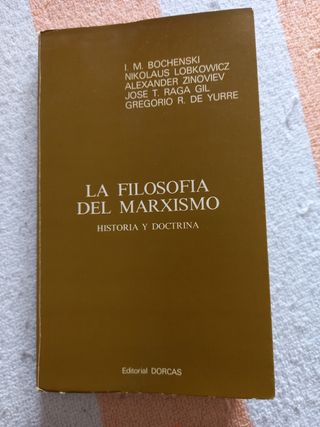 I. M. BOCHENSKI
NIKOLAUS LOBKOWICZ
ALEXANDER ZINOVIEV
JOSE T. RAGA GIL
GREGORIO R. DE YURRE
LA FILOSOFIA
DEL MARXISMO
HISTORIA Y DOCTRINA
Editorial DORCAS